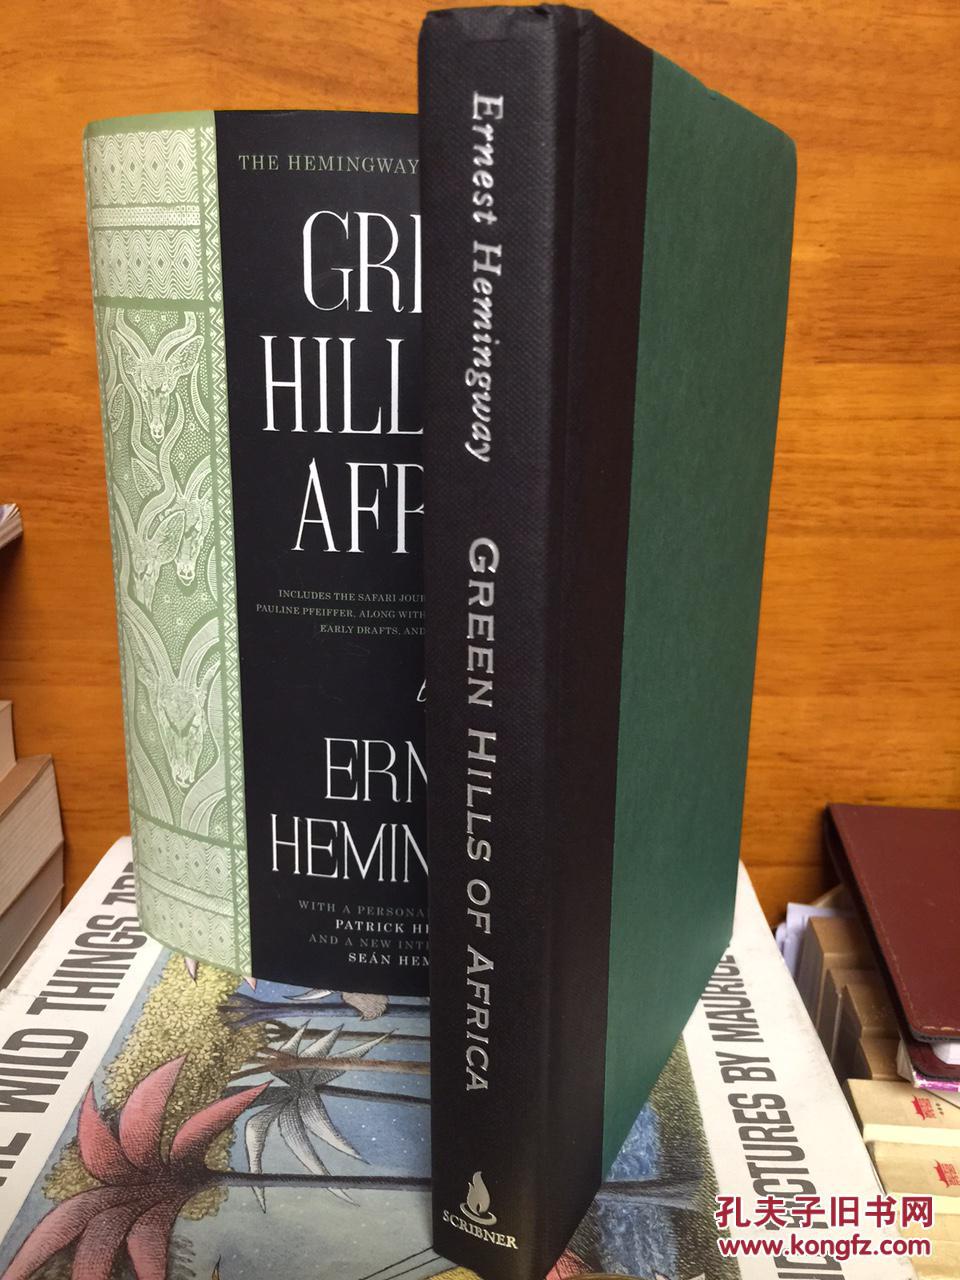 THE HEMINGWAY
GRE
HILL
AFR
INCLUDES THE SAFARI JOUR
PAULINE PFEIFFER, ALONG WITH
EARLY DRAFTS, AND
ERN
HEMIN
WITH A PERSONA
PATRICK HE
AND A NEW INT
SEÁN HEM
Ernest Hemingway
GREEN HILLS OF AFRICA
SCRIBNER
WILD THINGS ARE
PICTURES BY MAURICE
孔夫子旧书网
www.kongfz.com